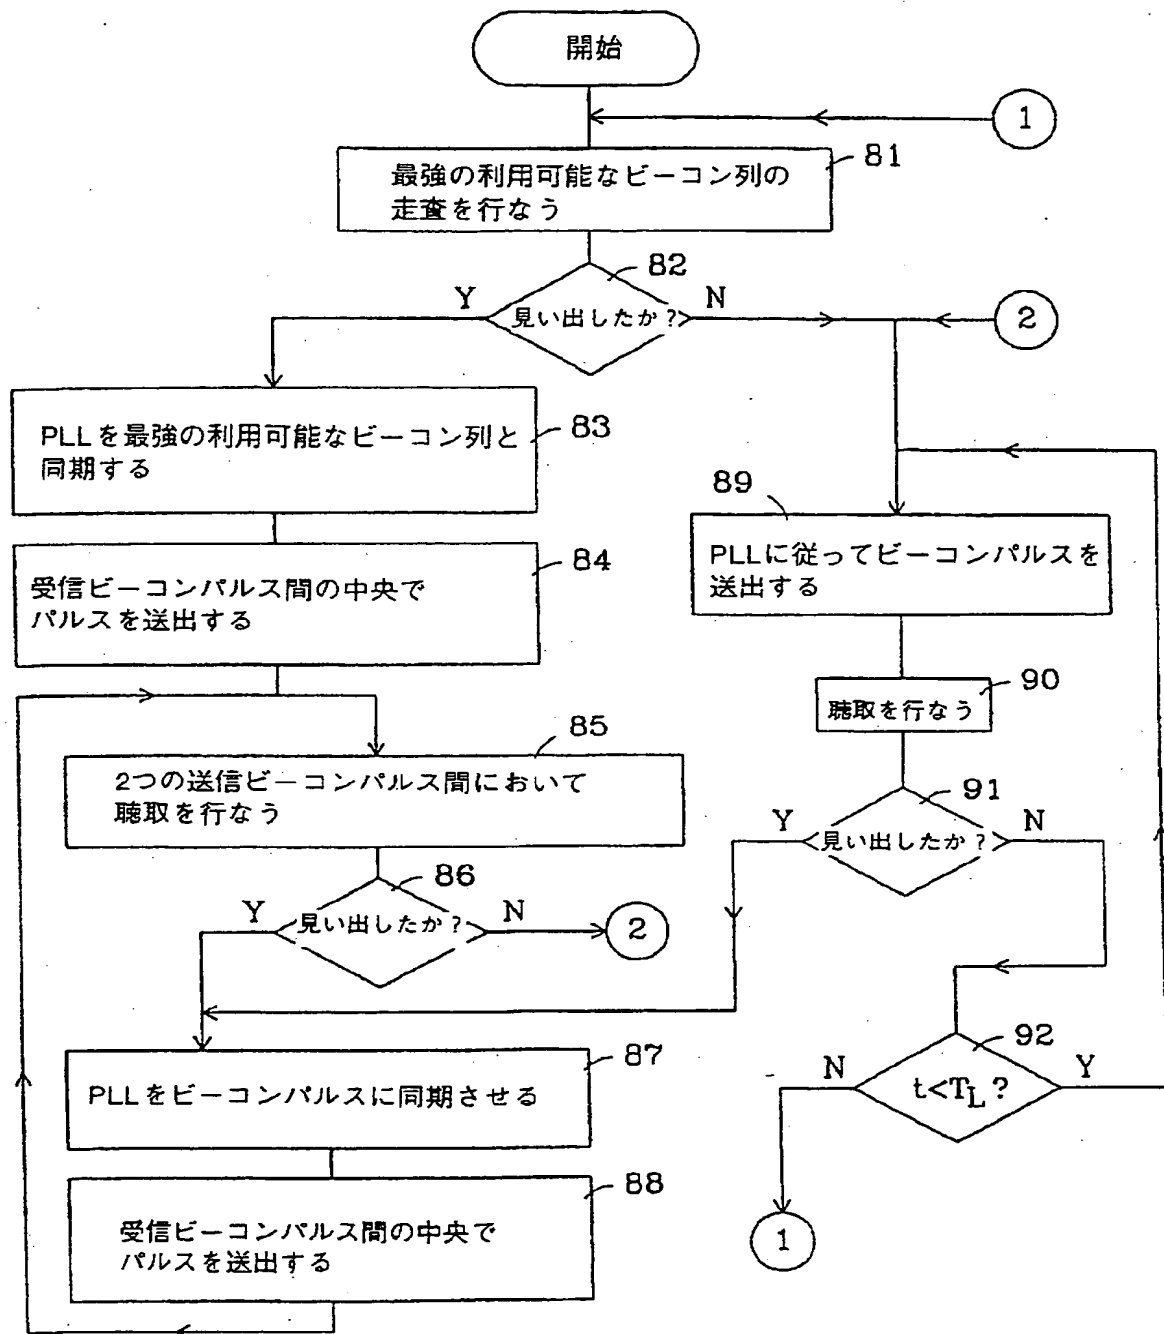 開始
1
最強の利用可能なビーコン列の
走査を行なう
81
82
Y
見い出したか?
N
2
PLLを最強の利用可能なビーコン列と
同期する
83
受信ビーコンパルス間の中央で
パルスを送出する
84
89
PLLに従ってビーコンパルスを
送出する
90
聴取を行なう
85
2つの送信ビーコンパルス間において
聴取を行なう
91
Y
見い出したか?
N
86
Y
見い出したか?
N
2
87
PLLをビーコンパルスに同期させる
92
N
t<TL?
Y
88
受信ビーコンパルス間の中央で
パルスを送出する
1